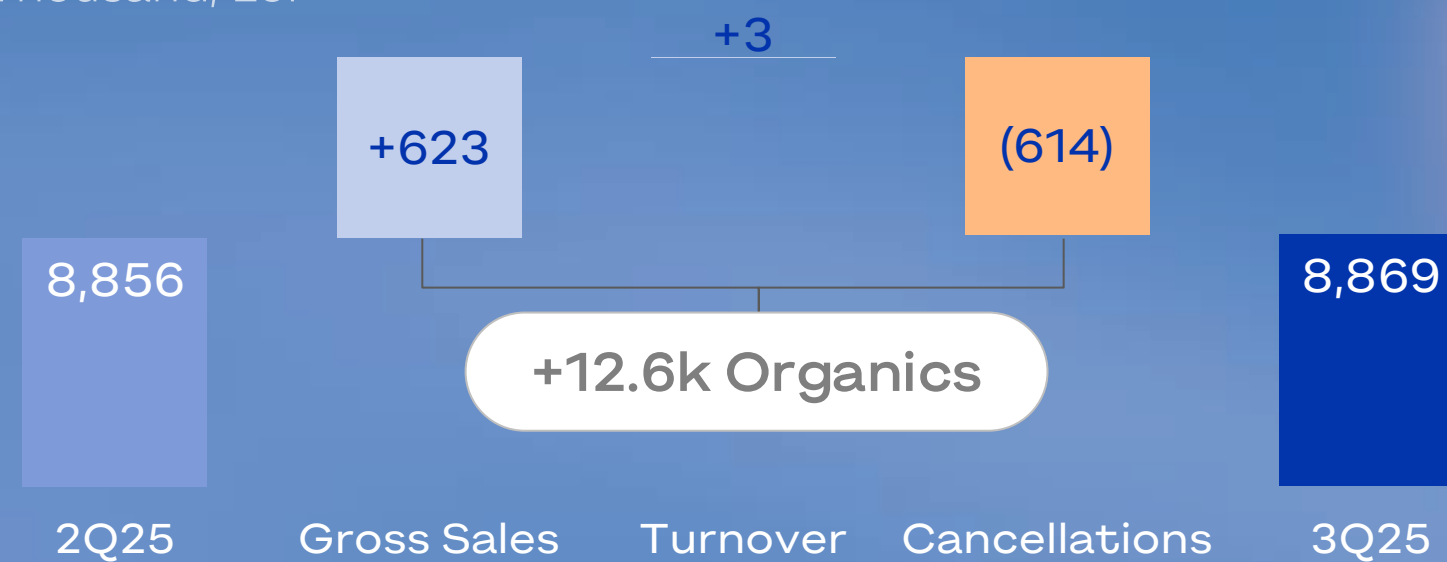 +3
+623
(614)
8,856
8,869
+12.6k Organics
2Q25
Gross Sales
Turnover
Cancellations
3Q25